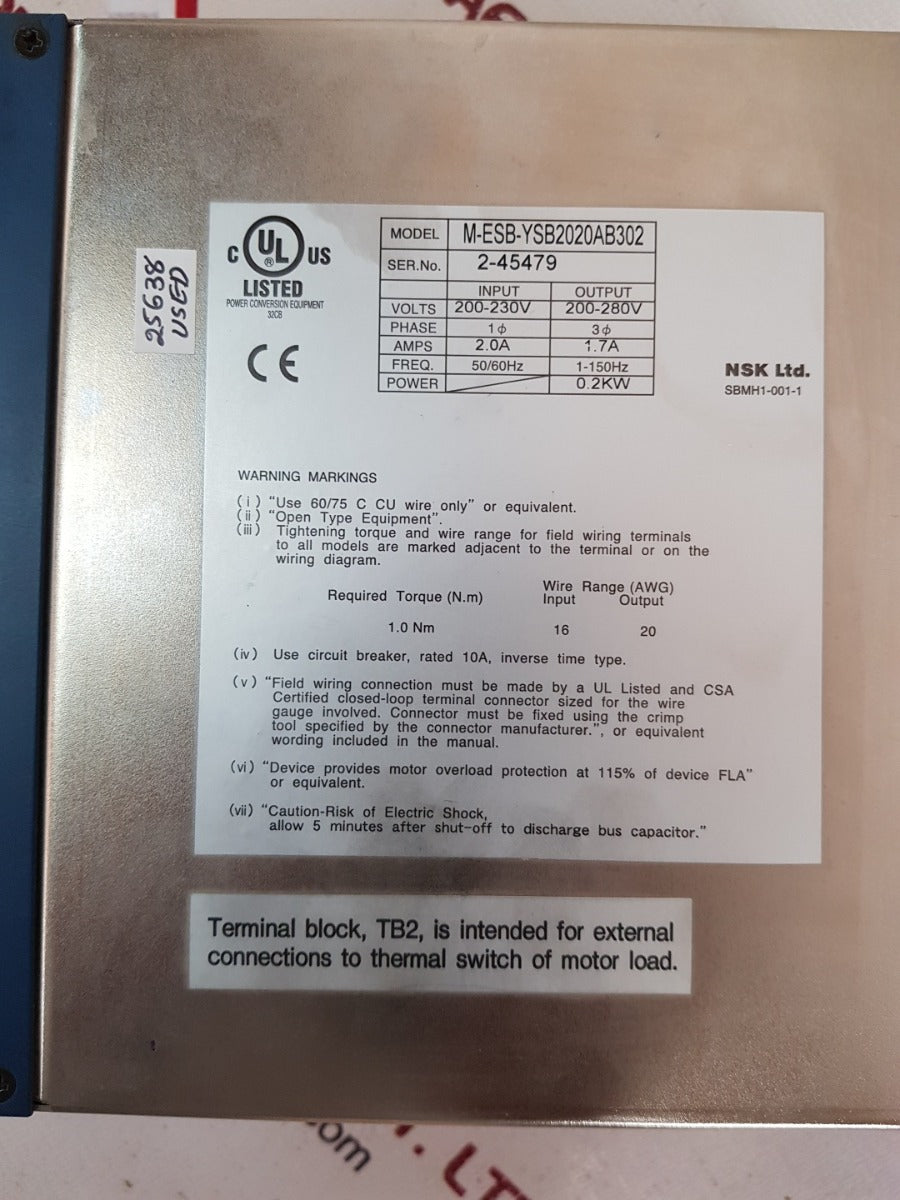 25638
USED
C UL ® US
LISTED
POWER CONVERSION EQUIPMENT
32CB
CE
MODEL M-ESB-YSB2020AB302
SER.No. 2-45479
INPUT OUTPUT
VOLTS 200-230V 200-280V
PHASE 1ϕ 3ϕ
AMPS 2.0A 1.7A
FREQ. 50/60Hz 1-150Hz
POWER 0.2KW
NSK Ltd.
SBMH1-001-1
WARNING MARKINGS
(i) “Use 60/75 C CU wire only” or equivalent.
(ii) “Open Type Equipment”.
(iii) Tightening torque and wire range for field wiring terminals
to all models are marked adjacent to the terminal or on the
wiring diagram.
Wire Range (AWG)
Required Torque (N.m) Input Output
1.0 Nm 16 20
(iv) Use circuit breaker, rated 10A, inverse time type.
(v) “Field wiring connection must be made by a UL Listed and CSA
Certified closed-loop terminal connector sized for the wire
gauge involved. Connector must be fixed using the crimp
tool specified by the connector manufacturer.”, or equivalent
wording included in the manual.
(vi) “Device provides motor overload protection at 115% of device FLA”
or equivalent.
(vii) “Caution-Risk of Electric Shock,
allow 5 minutes after shut-off to discharge bus capacitor.”
Terminal block, TB2, is intended for external
connections to thermal switch of motor load.
.com
. LT